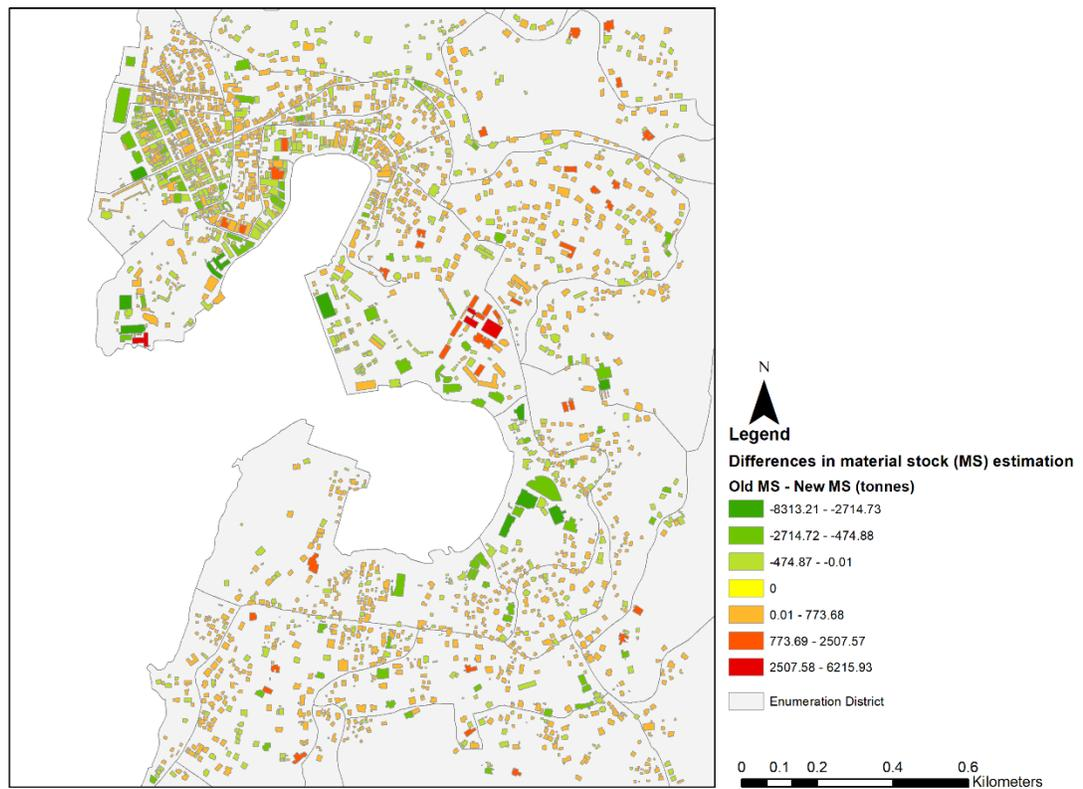 N
Legend
Differences in material stock (MS) estimation
Old MS - New MS (tonnes)
-8313.21 - -2714.73
-2714.72 - -474.88
-474.87 - -0.01
0
0.01 - 773.68
773.69 - 2507.57
2507.58 - 6215.93
Enumeration District
0 0.1 0.2 0.4 0.6
Kilometers